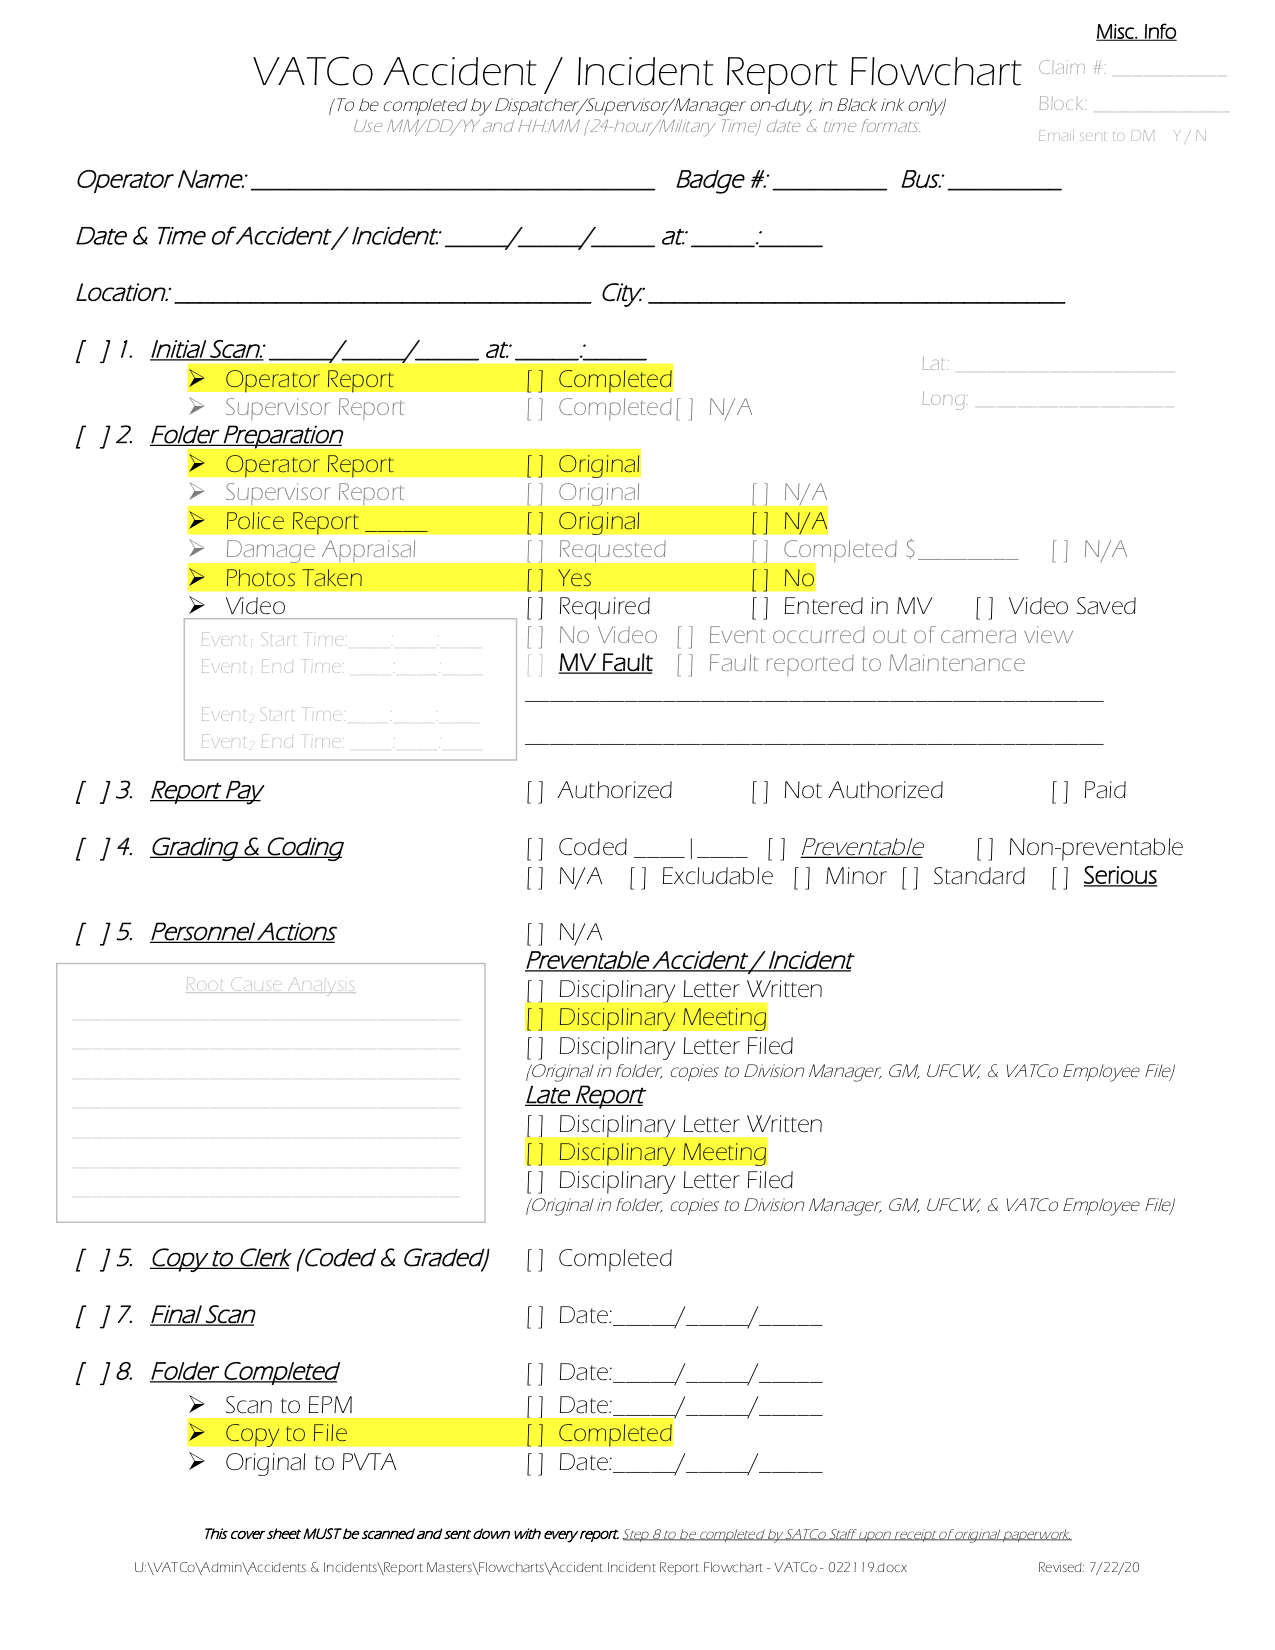 Misc. Info
VATCo Accident / Incident Report Flowchart
Claim #: ___________
(To be completed by Dispatcher/Supervisor/Manager on-duty, in Black ink only)
Block: _____________
Use MM/DD/YY and HH:MM (24-hour/Military Time) date & time formats.
Email sent to DM Y / N
Operator Name: ________________________________ Badge #: _________ Bus: _________
Date & Time of Accident / Incident: _____/_____/_____ at: _____:_____
Location: _________________________________ City: _________________________________
[ ] 1. Initial Scan: _____/_____/_____ at: _____:_____
Lat: _____________________
➢ Operator Report [ ] Completed
Long: ___________________
➢ Supervisor Report [ ] Completed [ ] N/A
[ ] 2. Folder Preparation
➢ Operator Report [ ] Original
➢ Supervisor Report [ ] Original [ ] N/A
➢ Police Report _____ [ ] Original [ ] N/A
➢ Damage Appraisal [ ] Requested [ ] Completed $________ [ ] N/A
➢ Photos Taken [ ] Yes [ ] No
➢ Video [ ] Required [ ] Entered in MV [ ] Video Saved
Event₁ Start Time:____:____:____ [ ] No Video [ ] Event occurred out of camera view
Event₁ End Time: ____:____:____ [ ] MV Fault [ ] Fault reported to Maintenance
______________________________________________
Event₂ Start Time:____:____:____
Event₂ End Time: ____:____:____ ______________________________________________
[ ] 3. Report Pay [ ] Authorized [ ] Not Authorized [ ] Paid
[ ] 4. Grading & Coding [ ] Coded ____|____ [ ] Preventable [ ] Non-preventable
[ ] N/A [ ] Excludable [ ] Minor [ ] Standard [ ] Serious
[ ] 5. Personnel Actions [ ] N/A
Preventable Accident / Incident
Root Cause Analysis [ ] Disciplinary Letter Written
[ ] Disciplinary Meeting
[ ] Disciplinary Letter Filed
(Original in folder, copies to Division Manager, GM, UFCW, & VATCo Employee File)
Late Report
[ ] Disciplinary Letter Written
[ ] Disciplinary Meeting
[ ] Disciplinary Letter Filed
(Original in folder, copies to Division Manager, GM, UFCW, & VATCo Employee File)
[ ] 5. Copy to Clerk (Coded & Graded) [ ] Completed
[ ] 7. Final Scan [ ] Date:_____/_____/_____
[ ] 8. Folder Completed [ ] Date:_____/_____/_____
➢ Scan to EPM [ ] Date:_____/_____/_____
➢ Copy to File [ ] Completed
➢ Original to PVTA [ ] Date:_____/_____/_____
This cover sheet MUST be scanned and sent down with every report. Step 8 to be completed by SATCo Staff upon receipt of original paperwork.
U:\VATCo\Admin\Accidents & Incidents\Report Masters\Flowcharts\Accident Incident Report Flowchart - VATCo - 022119.docx Revised: 7/22/20